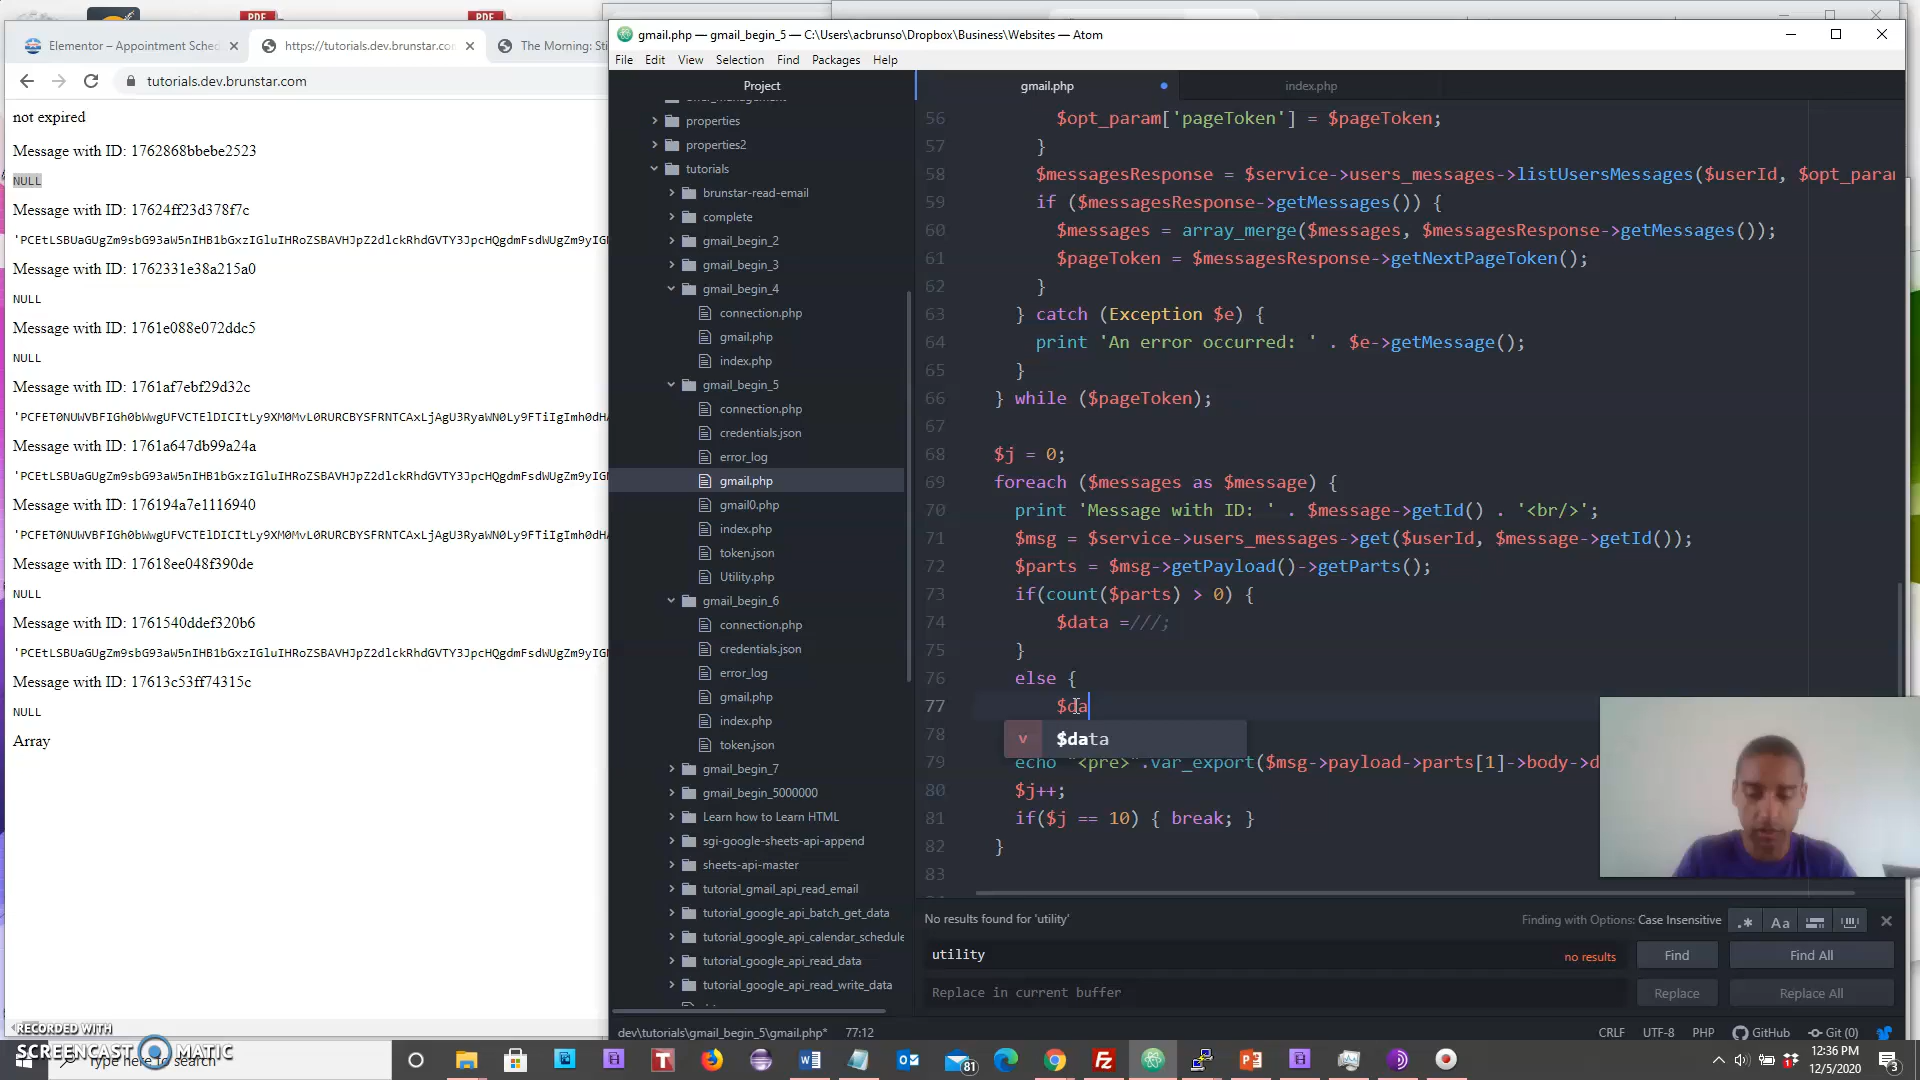 PDF
PDF
Elementor – Appointment Sched
https://tutorials.dev.brunstar.com
The Morning: Sti
tutorials.dev.brunstar.com
not expired
Message with ID: 1762868bbebe2523
NULL
Message with ID: 17624ff23d378f7c
Message with ID: 1762331e38a215a0
NULL
Message with ID: 1761e088e072ddc5
NULL
Message with ID: 1761af7ebf29d32c
Message with ID: 1761a647db99a24a
Message with ID: 176194a7e1116940
Message with ID: 17618ee048f390de
NULL
Message with ID: 1761540ddef320b6
Message with ID: 17613c53ff74315c
NULL
Array
gmail.php — gmail_begin_5 — C:\Users\acbrunso\Dropbox\Business\Websites — Atom
File Edit View Selection Find Packages Help
Project
properties
properties2
tutorials
brunstar-read-email
complete
gmail_begin_2
gmail_begin_3
gmail_begin_4
connection.php
gmail.php
index.php
gmail_begin_5
connection.php
credentials.json
error_log
gmail.php
gmail0.php
index.php
token.json
Utility.php
gmail_begin_6
connection.php
credentials.json
error_log
gmail.php
index.php
token.json
gmail_begin_7
gmail_begin_5000000
Learn how to Learn HTML
sgi-google-sheets-api-append
sheets-api-master
tutorial_gmail_api_read_email
tutorial_google_api_batch_get_data
tutorial_google_api_calendar_schedule
tutorial_google_api_read_data
tutorial_google_api_read_write_data
gmail.php
index.php
56 $opt_param['pageToken'] = $pageToken;
57 }
58 $messagesResponse = $service->users_messages->listUsersMessages($userId, $opt_param
59 if ($messagesResponse->getMessages()) {
60 $messages = array_merge($messages, $messagesResponse->getMessages());
61 $pageToken = $messagesResponse->getNextPageToken();
62 }
63 } catch (Exception $e) {
64 print 'An error occurred: ' . $e->getMessage();
65 }
66 } while ($pageToken);
67
68 $j = 0;
69 foreach ($messages as $message) {
70 print 'Message with ID: ' . $message->getId() . '<br/>';
71 $msg = $service->users_messages->get($userId, $message->getId());
72 $parts = $msg->getPayload()->getParts();
73 if(count($parts) > 0) {
74 $data =///;
75 }
76 else {
77 $da
78
v $data
79 echo "<pre>".var_export($msg->payload->parts[1]->body->d
80 $j++;
81 if($j == 10) { break; }
82 }
83
No results found for 'utility'
Finding with Options: Case Insensitive
.* Aa
utility
no results
Find
Find All
Replace in current buffer
Replace
Replace All
dev\tutorials\gmail_begin_5\gmail.php* 77:12
CRLF UTF-8 PHP GitHub Git (0)
RECORDED WITH
SCREENCAST MATIC
Type here to search
81
12:36 PM
12/5/2020
3